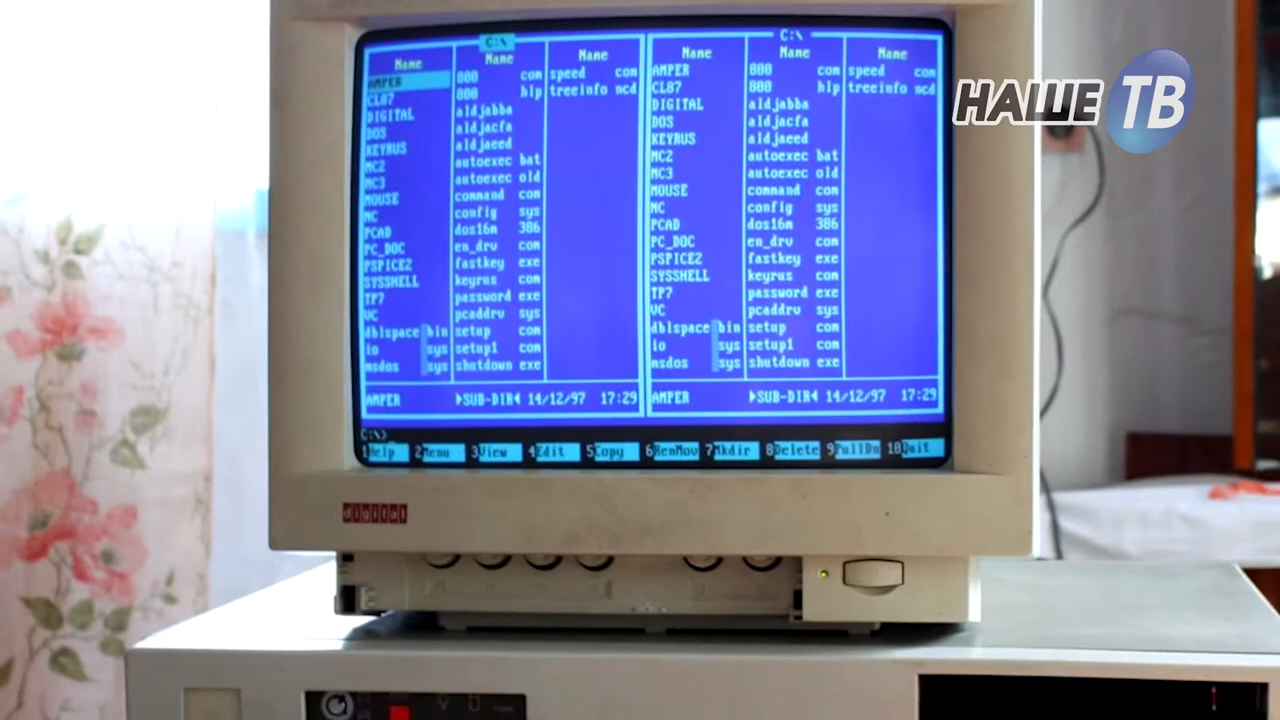 C:\ C:\
Name Name Name Name Name Name
AMPER 800 com speed com AMPER 800 com speed com
CL87 800 hlp treeinfo ncd CL87 800 hlp treeinfo ncd
DIGITAL aldjabba DIGITAL aldjabba
DOS aldjacfa DOS aldjacfa
KEYRUS aldjaeed KEYRUS aldjaeed
MC2 autoexec bat MC2 autoexec bat
MC3 autoexec old MC3 autoexec old
MOUSE command com MOUSE command com
NC config sys NC config sys
PCAD dos16m 386 PCAD dos16m 386
PC_DOC en_drv com PC_DOC en_drv com
PSPICE2 fastkey exe PSPICE2 fastkey exe
SYSSHELL keyrus com SYSSHELL keyrus com
TP7 password exe TP7 password exe
VC pcaddrv sys VC pcaddrv sys
dblspace bin setup com dblspace bin setup com
io sys setup1 com io sys setup1 com
msdos sys shutdown exe msdos sys shutdown exe
AMPER ►SUB-DIR◄ 14/12/97 17:29 AMPER ►SUB-DIR◄ 14/12/97 17:29
C:\>
1Help 2Menu 3View 4Edit 5Copy 6RenMov 7Mkdir 8Delete 9PullDn 10Quit
НАШЕ ТВ
digital